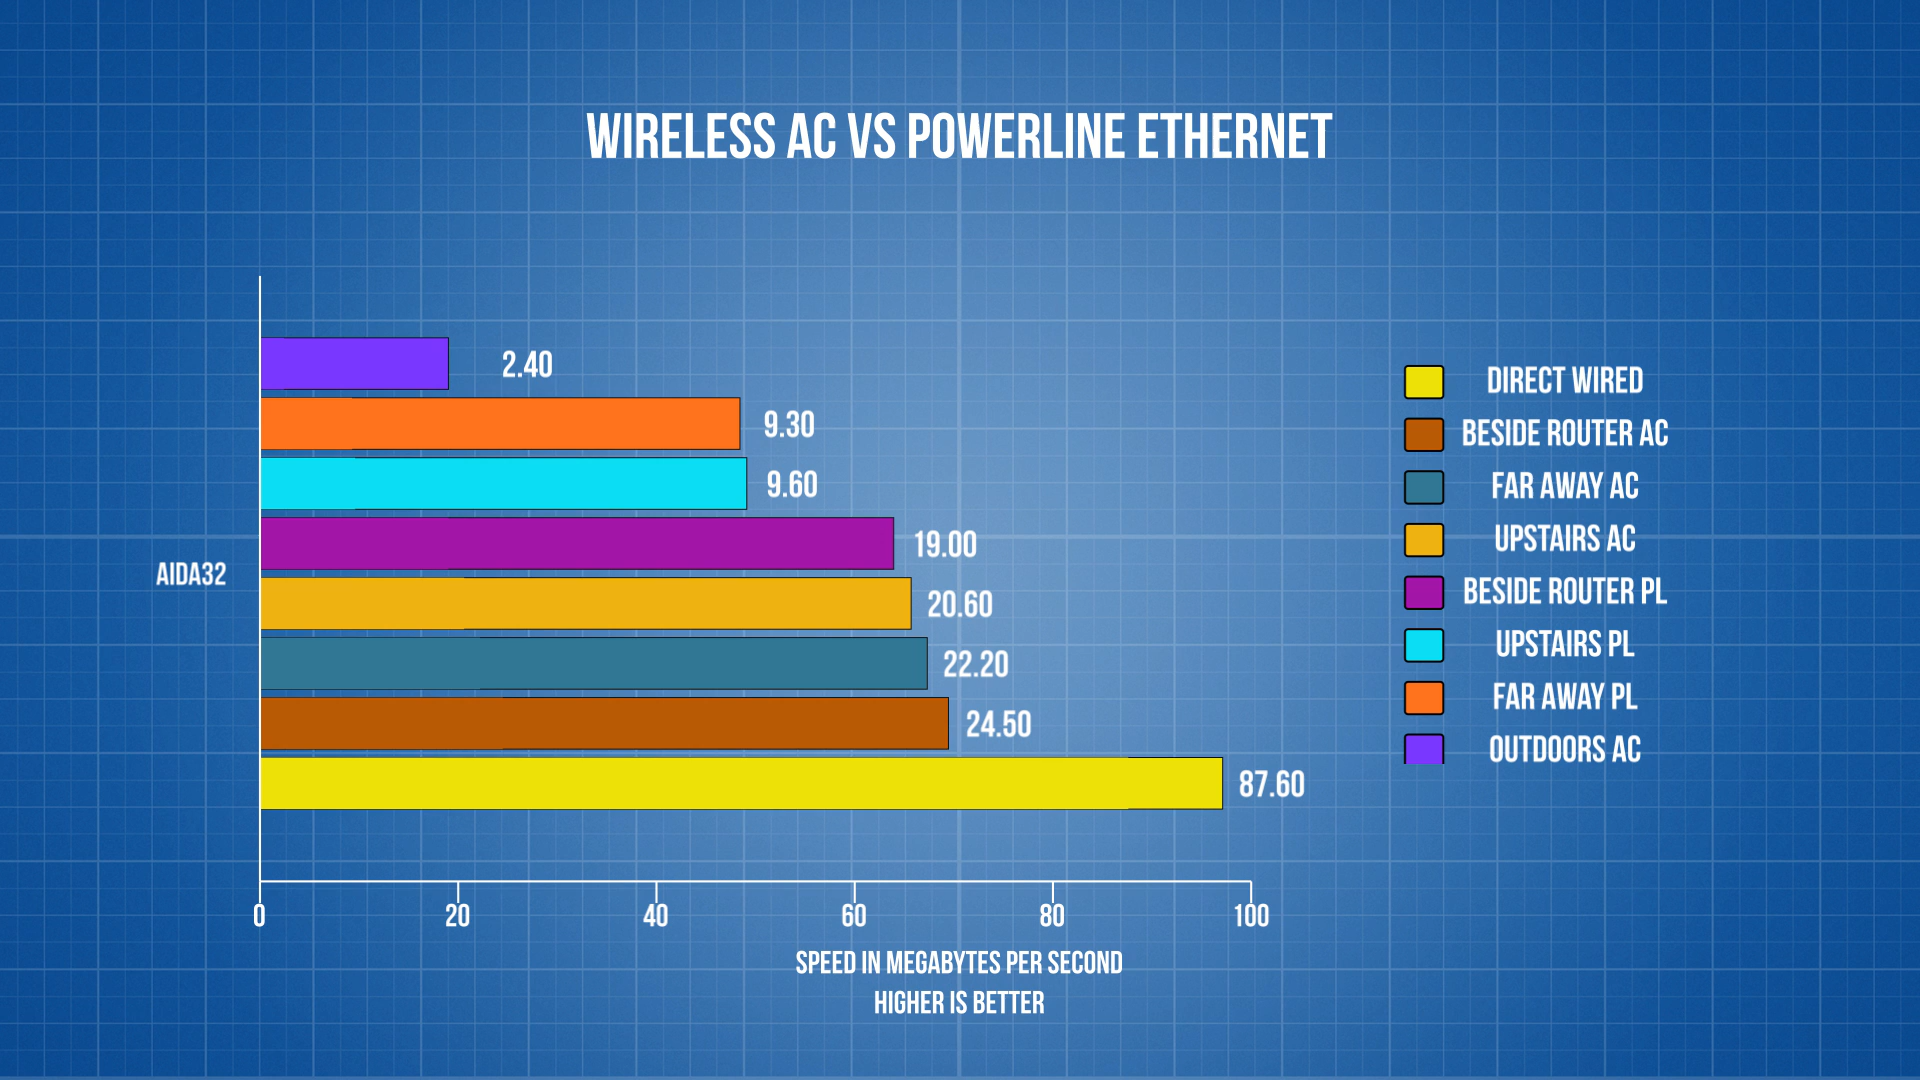 WIRELESS AC VS POWERLINE ETHERNET
2.40
9.30
9.60
19.00
20.60
22.20
24.50
87.60
AIDA32
0 20 40 60 80 100
SPEED IN MEGABYTES PER SECOND
HIGHER IS BETTER
DIRECT WIRED
BESIDE ROUTER AC
FAR AWAY AC
UPSTAIRS AC
BESIDE ROUTER PL
UPSTAIRS PL
FAR AWAY PL
OUTDOORS AC